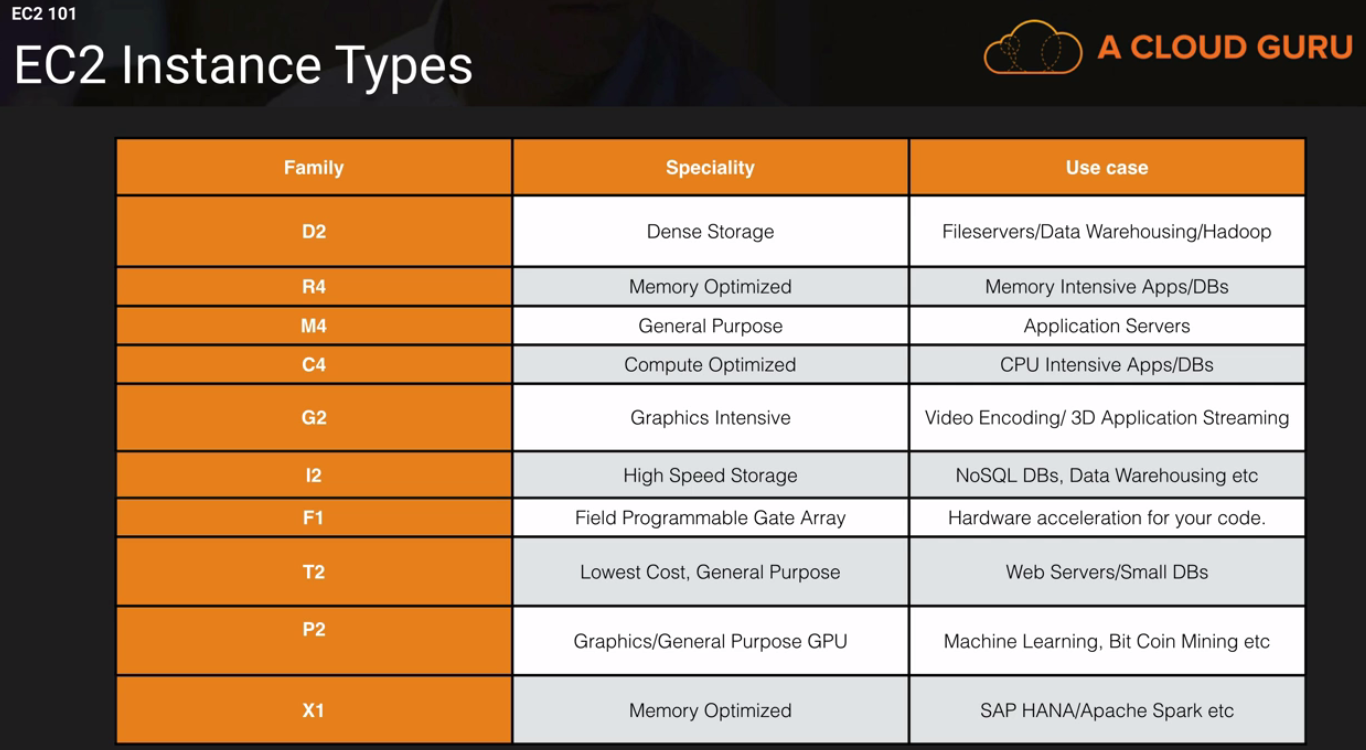 EC2 101
EC2 Instance Types
A CLOUD GURU
Family Speciality Use case
D2 Dense Storage Fileservers/Data Warehousing/Hadoop
R4 Memory Optimized Memory Intensive Apps/DBs
M4 General Purpose Application Servers
C4 Compute Optimized CPU Intensive Apps/DBs
G2 Graphics Intensive Video Encoding/ 3D Application Streaming
I2 High Speed Storage NoSQL DBs, Data Warehousing etc
F1 Field Programmable Gate Array Hardware acceleration for your code.
T2 Lowest Cost, General Purpose Web Servers/Small DBs
P2 Graphics/General Purpose GPU Machine Learning, Bit Coin Mining etc
X1 Memory Optimized SAP HANA/Apache Spark etc